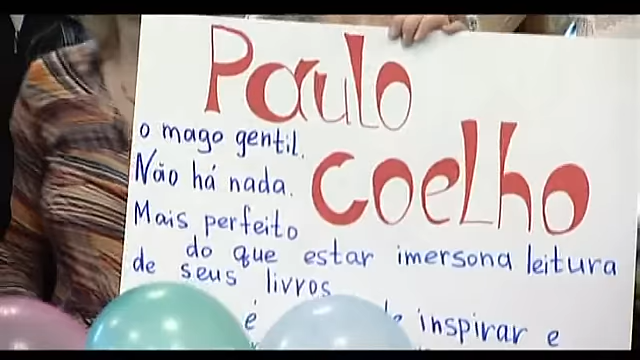 Paulo
Coelho
o mago gentil.
Não há nada.
Mais perfeito
do que estar imersona leitura
de seus livros
é inspirar e